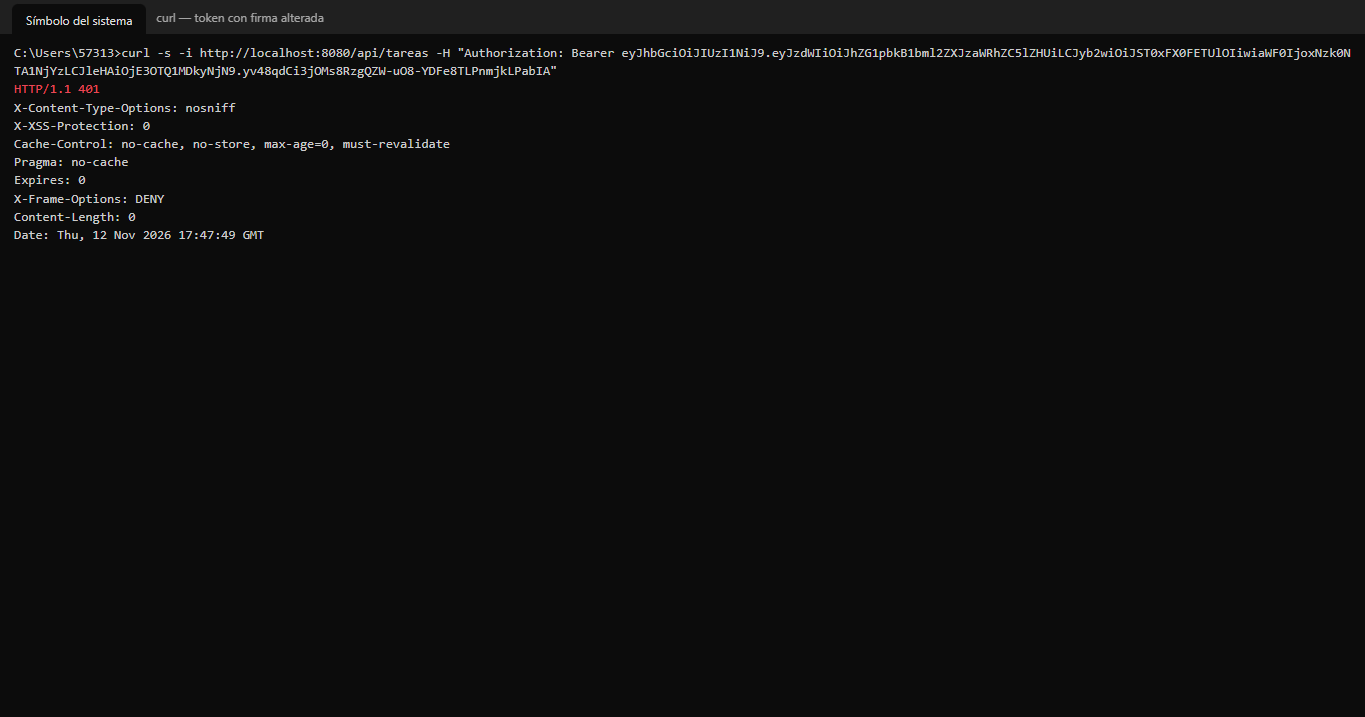 Símbolo del sistema
curl — token con firma alterada
C:\Users\57313>curl -s -i http://localhost:8080/api/tareas -H "Authorization: Bearer eyJhbGciOiJIUzI1NiJ9.eyJzdWIiOiJhZG1pbkB1bml2ZXJzaWRhZC5lZHUiLCJyb2wiOiJST0xFX0FETUlOIiwiaWF0IjoxNzk0N
TA1NjYzLCJleHAiOjE3OTQ1MDkyNjN9.yv48qdCi3jOMs8RzgQZW-uO8-YDFe8TLPnmjkLPabIA"
HTTP/1.1 401
X-Content-Type-Options: nosniff
X-XSS-Protection: 0
Cache-Control: no-cache, no-store, max-age=0, must-revalidate
Pragma: no-cache
Expires: 0
X-Frame-Options: DENY
Content-Length: 0
Date: Thu, 12 Nov 2026 17:47:49 GMT